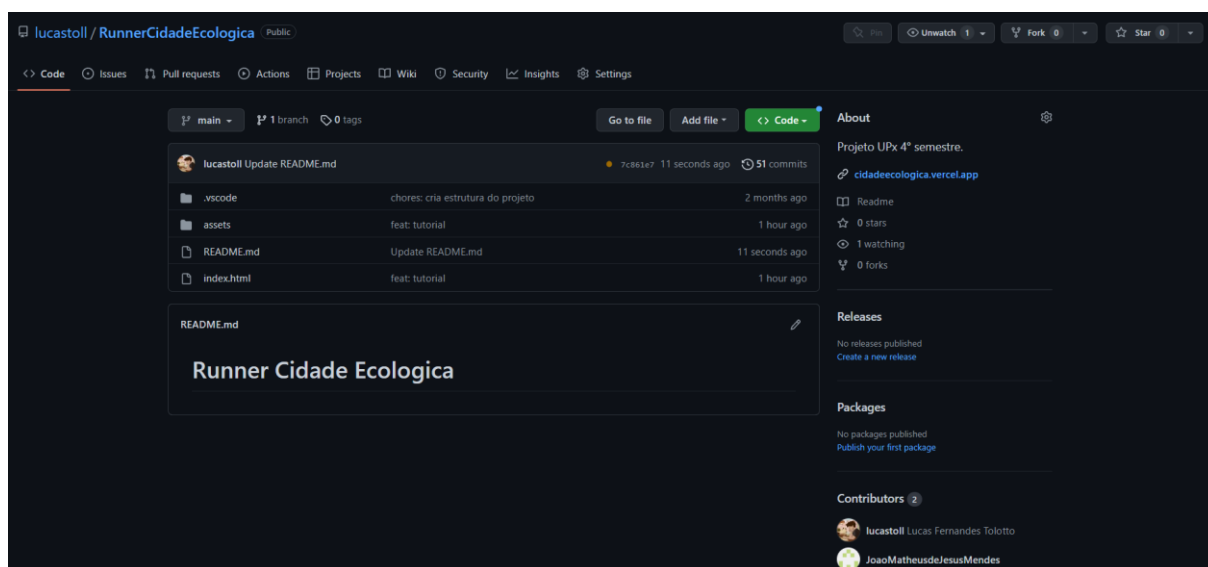 lucastoll / RunnerCidadeEcologica Public
Pin Unwatch 1 Fork 0 Star 0
<> Code Issues Pull requests Actions Projects Wiki Security Insights Settings
main 1 branch 0 tags Go to file Add file <> Code
lucastoll Update README.md 7c861e7 11 seconds ago 51 commits
.vscode chores: cria estrutura do projeto 2 months ago
assets feat: tutorial 1 hour ago
README.md Update README.md 11 seconds ago
index.html feat: tutorial 1 hour ago
README.md
Runner Cidade Ecologica
About
Projeto UPx 4° semestre.
cidadeecologica.vercel.app
Readme
0 stars
1 watching
0 forks
Releases
No releases published
Create a new release
Packages
No packages published
Publish your first package
Contributors 2
lucastoll Lucas Fernandes Tolotto
JoaoMatheusdeJesusMendes